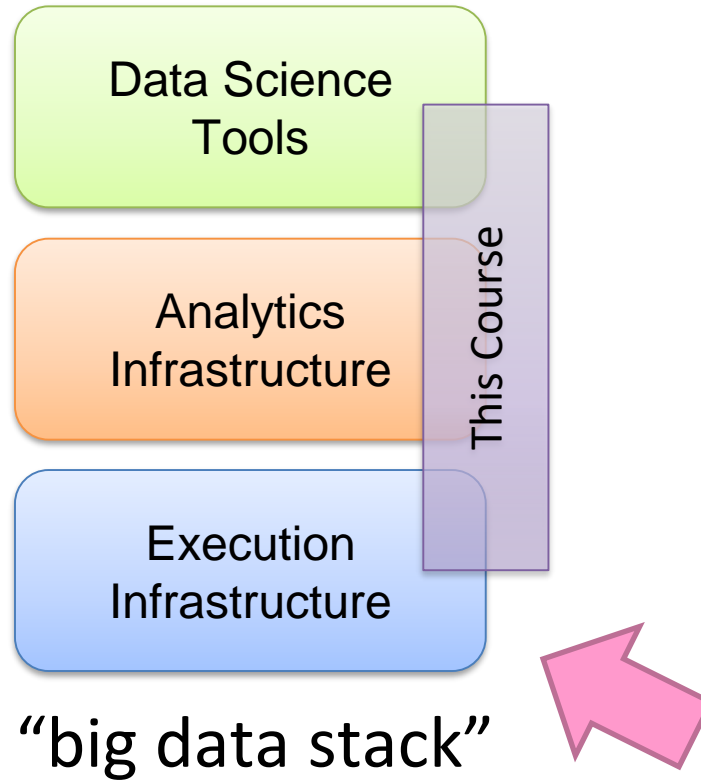 Data Science
Tools
Analytics
Infrastructure
This Course
Execution
Infrastructure
“big data stack”